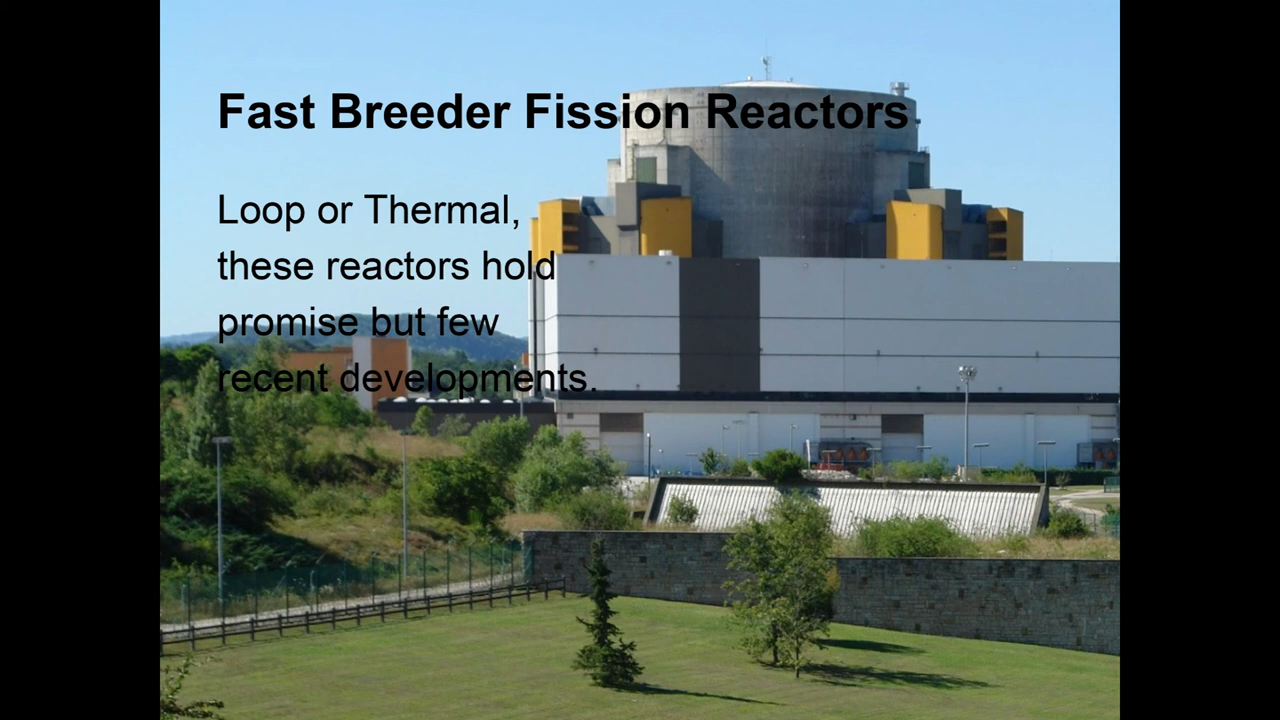 Fast Breeder Fission Reactors
Loop or Thermal,
these reactors hold
promise but few
recent developments.